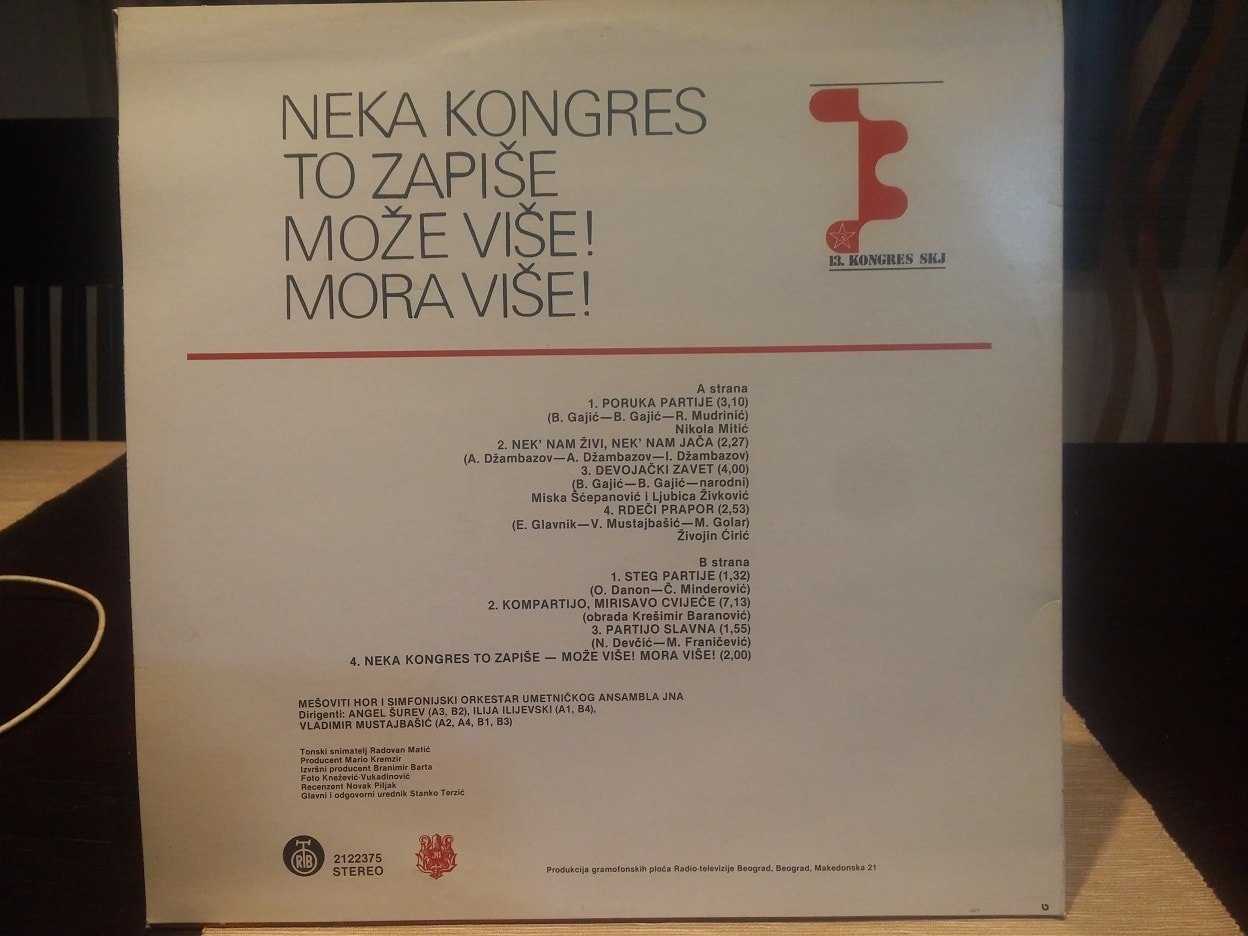 NEKA KONGRES
TO ZAPIŠE
MOŽE VIŠE!
MORA VIŠE!
13. KONGRES SKJ
A strana
1. PORUKA PARTIJE (3,10)
(B. Gajić—B. Gajić—R. Mudrinić)
Nikola Mitić
2. NEK' NAM ŽIVI, NEK' NAM JAČA (2,27)
(A. Džambazov—A. Džambazov—I. Džambazov)
3. DEVOJAČKI ZAVET (4,00)
(B. Gajić—B. Gajić—narodni)
Miska Šćepanović i Ljubica Živković
4. RDEČI PRAPOR (2,53)
(E. Glavnik—V. Mustajbašić—M. Golar)
Živojin Ćirić
B strana
1. STEG PARTIJE (1,32)
(O. Danon—Č. Minderović)
2. KOMPARTIJO, MIRISAVO CVIJEĆE (7,13)
(obrada Krešimir Baranović)
3. PARTIJO SLAVNA (1,55)
(N. Devčić—M. Franičević)
4. NEKA KONGRES TO ZAPIŠE — MOŽE VIŠE! MORA VIŠE! (2,00)
MEŠOVITI HOR I SIMFONIJSKI ORKESTAR UMETNIČKOG ANSAMBLA JNA
Dirigenti: ANGEL ŠUREV (A3, B2), ILIJA ILIJEVSKI (A1, B4),
VLADIMIR MUSTAJBAŠIĆ (A2, A4, B1, B3)
Tonski snimatelj Radovan Matić
Producent Mario Kremzir
Izvršni producent Branimir Barta
Foto Knežević-Vukadinović
Recenzent Novak Piljak
Glavni i odgovorni urednik Stanko Terzić
RTB
2122375
STEREO
Produkcija gramofonskih ploča Radio-televizije Beograd, Beograd, Makedonska 21